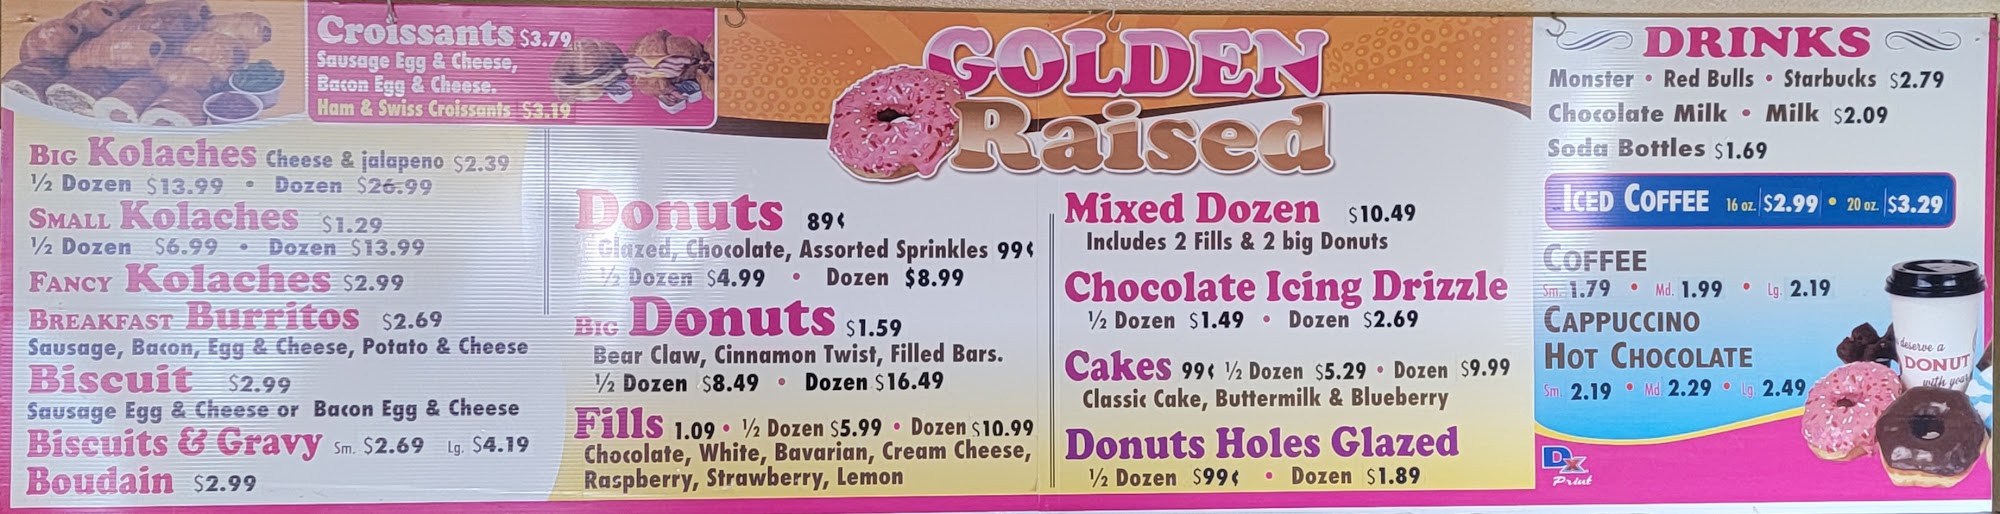 Croissants $3.79
Sausage Egg & Cheese,
Bacon Egg & Cheese.
Ham & Swiss Croissants $3.19
BIG Kolaches Cheese & jalapeno $2.39
½ Dozen $13.99 • Dozen $26.99
SMALL Kolaches $1.29
½ Dozen $6.99 • Dozen $13.99
FANCY Kolaches $2.99
BREAKFAST Burritos $2.69
Sausage, Bacon, Egg & Cheese, Potato & Cheese
Biscuit $2.99
Sausage Egg & Cheese or Bacon Egg & Cheese
Biscuits & Gravy Sm. $2.69 Lg. $4.19
Boudain $2.99
GOLDEN
Raised
Donuts 89¢
Glazed, Chocolate, Assorted Sprinkles 99¢
½ Dozen $4.99 • Dozen $8.99
BIG Donuts $1.59
Bear Claw, Cinnamon Twist, Filled Bars.
½ Dozen $8.49 • Dozen $16.49
Fills 1.09 • ½ Dozen $5.99 • Dozen $10.99
Chocolate, White, Bavarian, Cream Cheese,
Raspberry, Strawberry, Lemon
Mixed Dozen $10.49
Includes 2 Fills & 2 big Donuts
Chocolate Icing Drizzle
½ Dozen $1.49 • Dozen $2.69
Cakes 99¢ ½ Dozen $5.29 • Dozen $9.99
Classic Cake, Buttermilk & Blueberry
Donuts Holes Glazed
½ Dozen $99¢ • Dozen $1.89
DRINKS
Monster • Red Bulls • Starbucks $2.79
Chocolate Milk • Milk $2.09
Soda Bottles $1.69
ICED COFFEE 16 oz. $2.99 • 20 oz. $3.29
COFFEE
Sm. 1.79 • Md. 1.99 • Lg. 2.19
CAPPUCCINO
HOT CHOCOLATE
Sm. 2.19 • Md. 2.29 • Lg. 2.49
deserve a
DONUT
with your
DX
Print